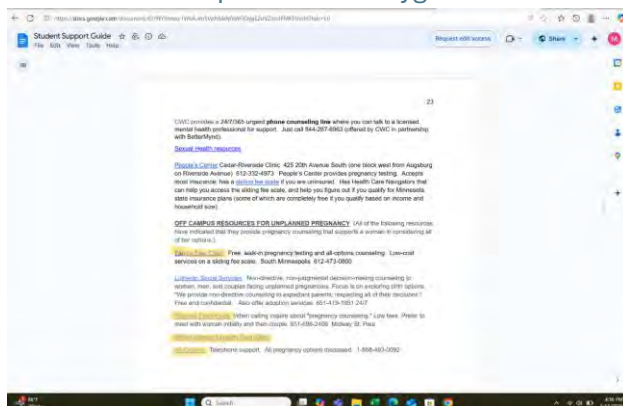 Student Support Guide
File Edit View Tools Help
Request edit access
Share
23
CWC provides a 24/7/365 urgent phone counseling line where you can talk to a licensed
mental health professional for support. Just call 844-287-6963 (offered by CWC in partnership
with BetterMynd).
Sexual Health resources
People's Center Cedar-Riverside Clinic 425 20th Avenue South (one block west from Augsburg
on Riverside Avenue) 612-332-4973 People's Center provides pregnancy testing. Accepts
most insurance, has a sliding fee scale if you are uninsured. Has Health Care Navigators that
can help you access the sliding fee scale, and help you figure out if you qualify for Minnesota
state insurance plans (some of which are completely free if you qualify based on income and
household size).
OFF CAMPUS RESOURCES FOR UNPLANNED PREGNANCY (All of the following resources
have indicated that they provide pregnancy counseling that supports a woman in considering all
of her options.)
Family Tree Clinic Free walk-in pregnancy testing and all-options counseling. Low-cost
services on a sliding fee scale. South Minneapolis 612-473-0800
Lutheran Social Services Non-directive, non-judgmental decision-making counseling to
women, men, and couples facing unplanned pregnancies. Focus is on exploring birth options.
"We provide non-directive counseling to expectant parents, respecting all of their decisions".
Free and confidential. Also offer adoption services 651-419-1851 24/7
When calling inquire about "pregnancy counseling." Low fees. Prefer to
meet with woman initially and then couple. 651-698-2406 Midway St. Paul
All-Options Telephone support. All pregnancy options discussed. 1-888-493-0092
Search